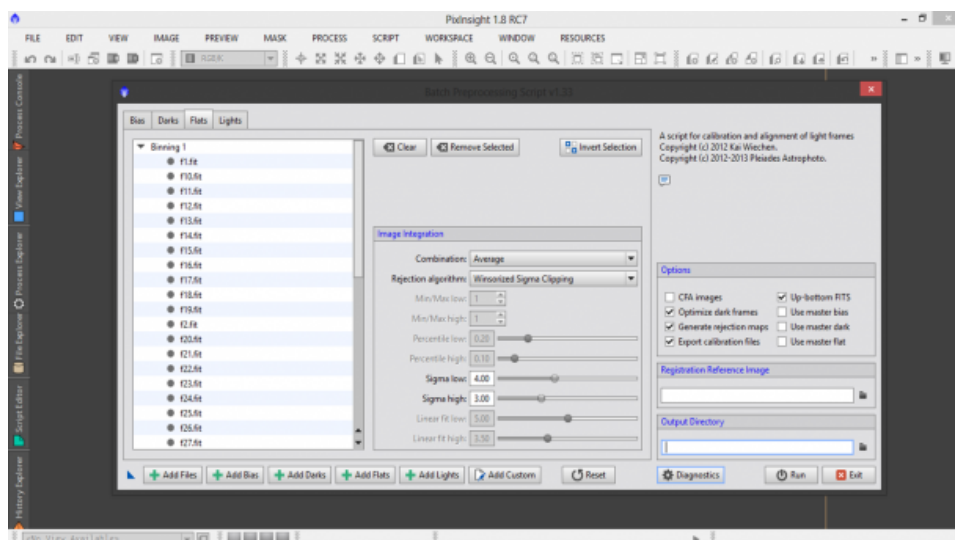 PixInsight 1.8 RC7
FILE EDIT VIEW IMAGE PREVIEW MASK PROCESS SCRIPT WORKSPACE WINDOW RESOURCES
RGB/K
Process Console
View Explorer
Process Explorer
File Explorer
Script Editor
History Explorer
Batch Preprocessing Script v1.33
Bias Darks Flats Lights
Binning 1
f1.fit
f10.fit
f11.fit
f12.fit
f13.fit
f14.fit
f15.fit
f16.fit
f17.fit
f18.fit
f19.fit
f2.fit
f20.fit
f21.fit
f22.fit
f23.fit
f24.fit
f25.fit
f26.fit
f27.fit
Clear Remove Selected Invert Selection
Image Integration
Combination: Average
Rejection algorithm: Winsorized Sigma Clipping
Min/Max low: 1
Min/Max high: 1
Percentile low: 0.20
Percentile high: 0.10
Sigma low: 4.00
Sigma high: 3.00
Linear fit low: 5.00
Linear fit high: 3.50
A script for calibration and alignment of light frames
Copyright (c) 2012 Kai Wiechen.
Copyright (c) 2012-2013 Pleiades Astrophoto.
Options
CFA images Up-bottom FITS
Optimize dark frames Use master bias
Generate rejection maps Use master dark
Export calibration files Use master flat
Registration Reference Image
Output Directory
Add Files Add Bias Add Darks Add Flats Add Lights Add Custom Reset Diagnostics Run Exit
<No View Available>